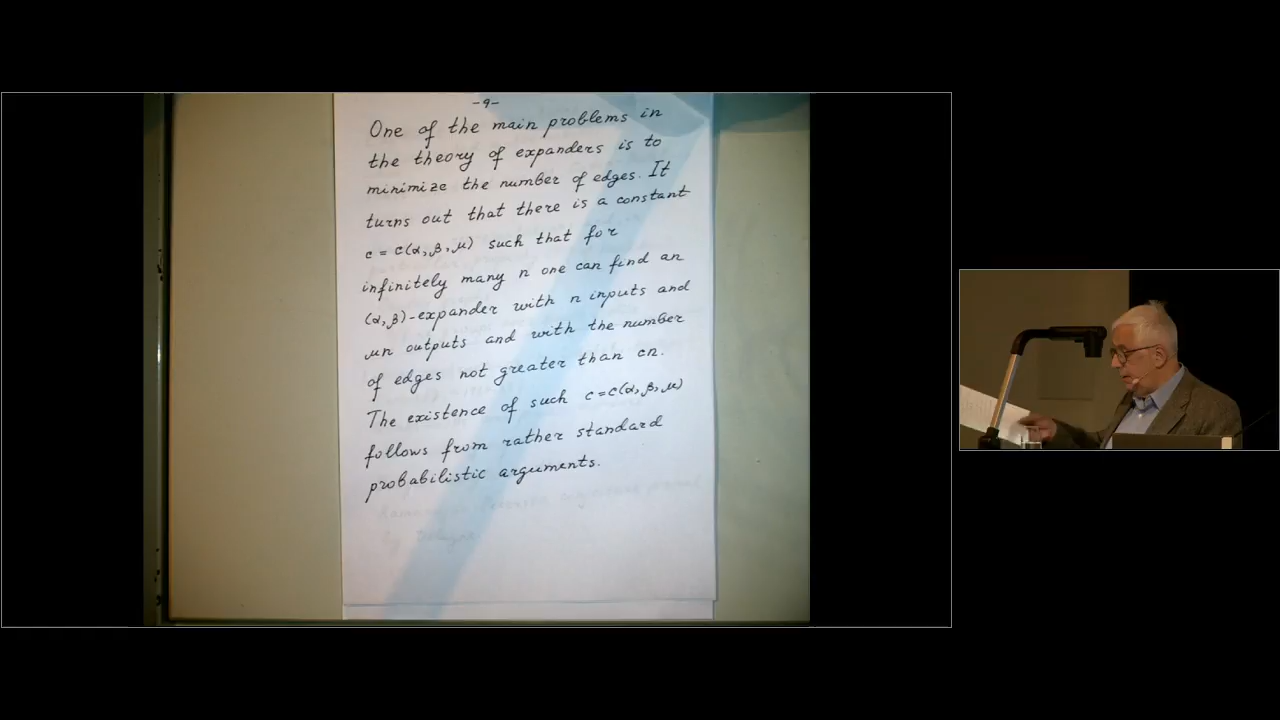 -9-
One of the main problems in
the theory of expanders is to
minimize the number of edges. It
turns out that there is a constant
c = c(α, β, μ) such that for
infinitely many n one can find an
(α, β)-expander with n inputs and
μn outputs and with the number
of edges not greater than cn.
The existence of such c=c(α, β, μ)
follows from rather standard
probabilistic arguments.